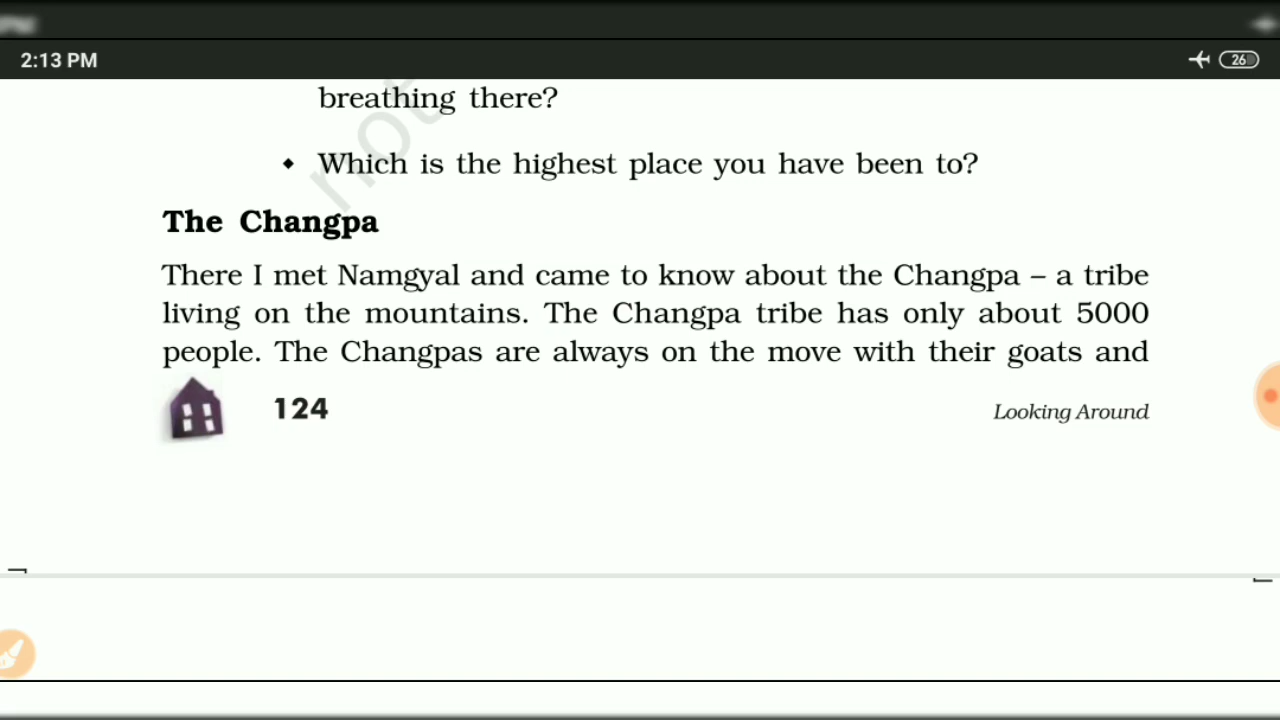 2:13 PM
26
breathing there?
not
◆ Which is the highest place you have been to?
The Changpa
There I met Namgyal and came to know about the Changpa – a tribe
living on the mountains. The Changpa tribe has only about 5000
people. The Changpas are always on the move with their goats and
124
Looking Around